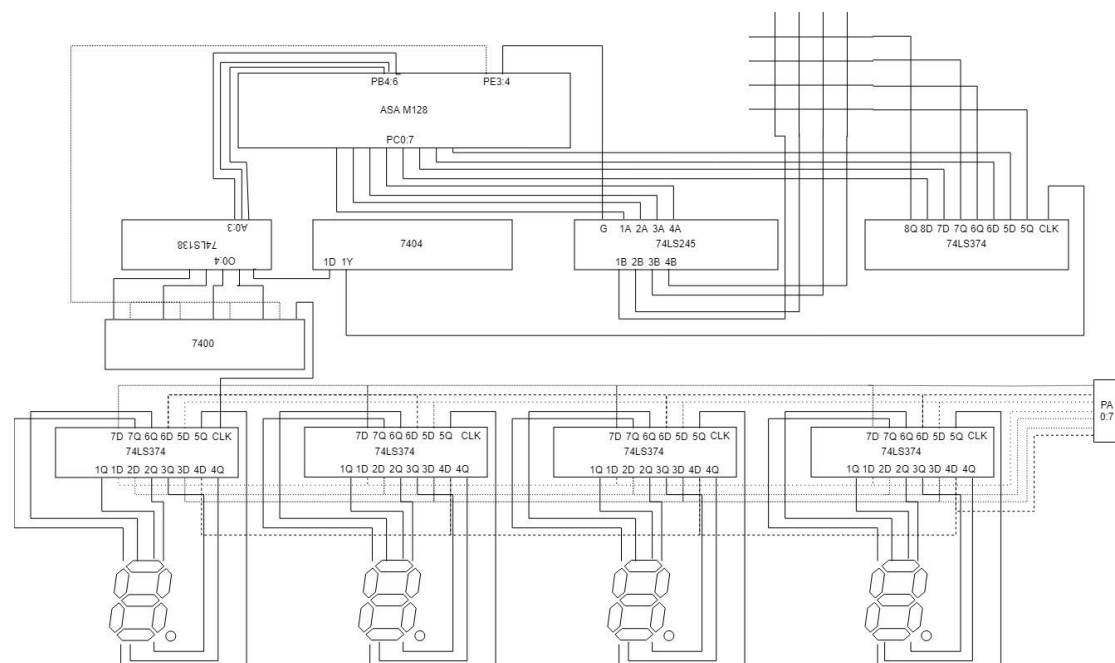 PB4:6 PE3:4
ASA M128
PC0:7
A0:3
74LS138
O0:4
7404
1D 1Y
G 1A 2A 3A 4A
74LS245
1B 2B 3B 4B
8Q 8D 7D 7Q 6Q 6D 5D 5Q CLK
74LS374
7400
7D 7Q 6Q 6D 5D 5Q CLK
74LS374
1Q 1D 2D 2Q 3Q 3D 4D 4Q
7D 7Q 6Q 6D 5D 5Q CLK
74LS374
1Q 1D 2D 2Q 3Q 3D 4D 4Q
7D 7Q 6Q 6D 5D 5Q CLK
74LS374
1Q 1D 2D 2Q 3Q 3D 4D 4Q
7D 7Q 6Q 6D 5D 5Q CLK
74LS374
1Q 1D 2D 2Q 3Q 3D 4D 4Q
PA
0:7